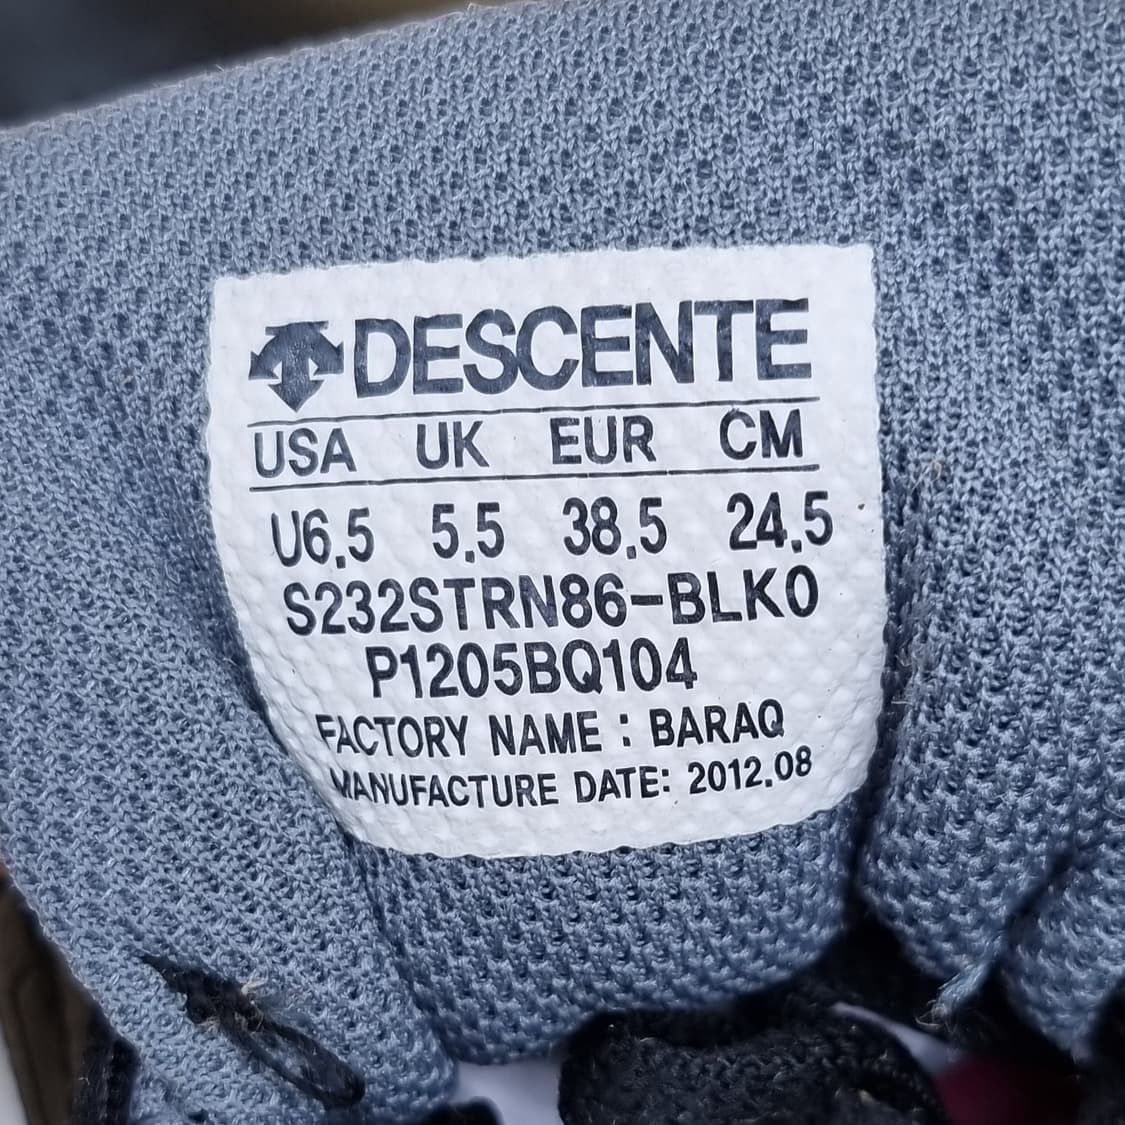 DESCENTE
USA UK EUR CM
U6.5 5.5 38.5 24.5
S232STRN86-BLK0
P1205BQ104
FACTORY NAME : BARAQ
MANUFACTURE DATE: 2012.08